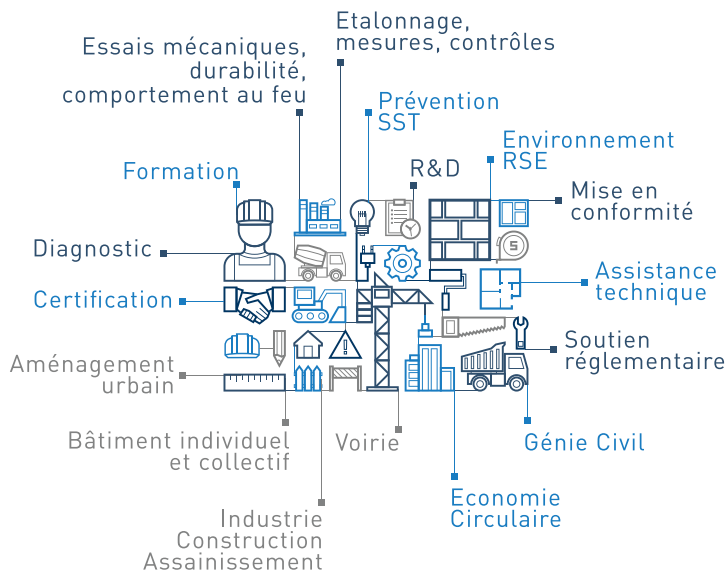 Etalonnage,
mesures, contrôles
Essais mécaniques,
durabilité,
comportement au feu
Prévention
SST
Environnement
RSE
Formation
R&D
Mise en
conformité
Diagnostic
5
Assistance
technique
Certification
Soutien
réglementaire
!
Aménagement
urbain
Bâtiment individuel
et collectif
Voirie
Génie Civil
Economie
Circulaire
Industrie
Construction
Assainissement